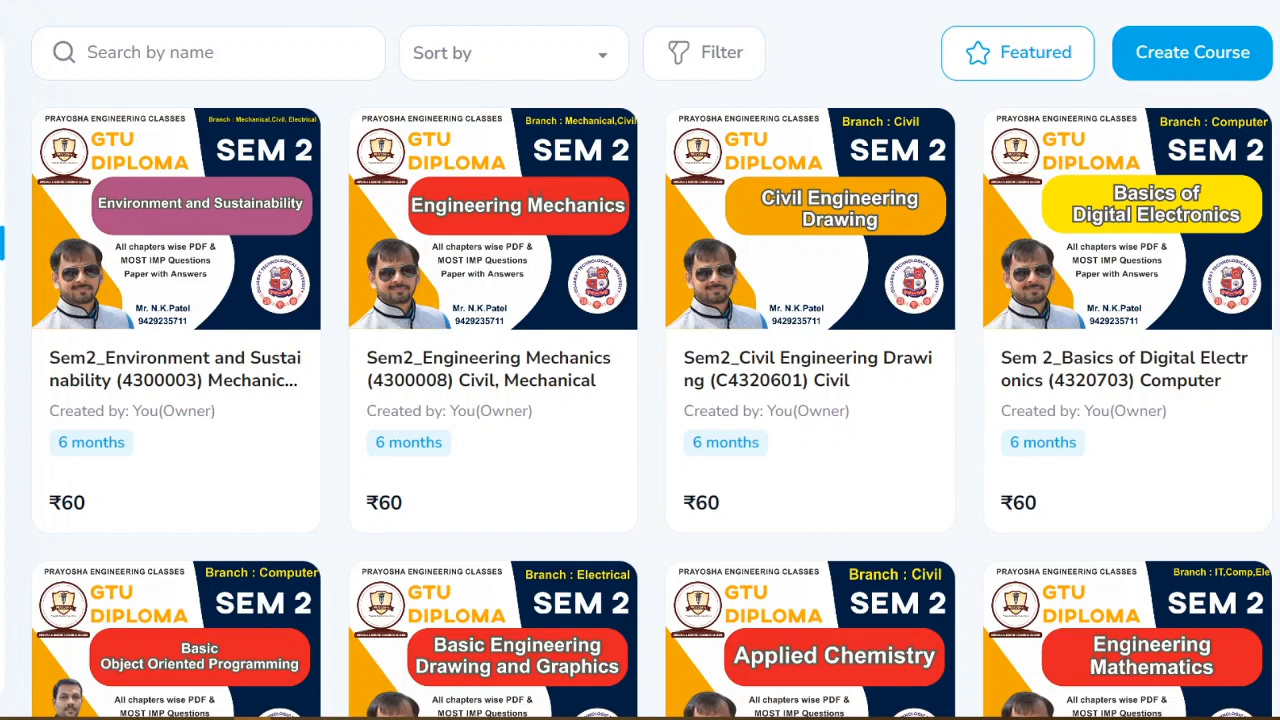 Search by name
Sort by
Filter
Featured
Create Course
PRAYOSHA ENGINEERING CLASSES
Branch : Mechanical,Civil, Electrical
GTU
DIPLOMA
SEM 2
Environment and Sustainability
All chapters wise PDF &
MOST IMP Questions
Paper with Answers
Mr. N.K.Patel
9429235711
Sem2_Environment and Sustai
nability (4300003) Mechanic...
Created by: You(Owner)
6 months
₹60
PRAYOSHA ENGINEERING CLASSES
Branch : Mechanical,Civil
GTU
DIPLOMA
SEM 2
Engineering Mechanics
All chapters wise PDF &
MOST IMP Questions
Paper with Answers
Mr. N.K.Patel
9429235711
Sem2_Engineering Mechanics
(4300008) Civil, Mechanical
Created by: You(Owner)
6 months
₹60
PRAYOSHA ENGINEERING CLASSES
Branch : Civil
GTU
DIPLOMA
SEM 2
Civil Engineering
Drawing
Mr. N.K.Patel
9429235711
Sem2_Civil Engineering Drawi
ng (C4320601) Civil
Created by: You(Owner)
6 months
₹60
PRAYOSHA ENGINEERING CLASSES
Branch : Computer
GTU
DIPLOMA
SEM 2
Basics of
Digital Electronics
All chapters wise PDF &
MOST IMP Questions
Paper with Answers
Mr. N.K.Patel
9429235711
Sem 2_Basics of Digital Electr
onics (4320703) Computer
Created by: You(Owner)
6 months
₹60
PRAYOSHA ENGINEERING CLASSES
Branch : Computer
GTU
DIPLOMA
SEM 2
Basic
Object Oriented Programming
All chapters wise PDF &
MOST IMP Questions
PRAYOSHA ENGINEERING CLASSES
Branch : Electrical
GTU
DIPLOMA
SEM 2
Basic Engineering
Drawing and Graphics
All chapters wise PDF &
MOST IMP Questions
PRAYOSHA ENGINEERING CLASSES
Branch : Civil
GTU
DIPLOMA
SEM 2
Applied Chemistry
All chapters wise PDF &
MOST IMP Questions
PRAYOSHA ENGINEERING CLASSES
Branch : IT,Comp,Ele
GTU
DIPLOMA
SEM 2
Engineering
Mathematics
All chapters wise PDF &
MOST IMP Questions